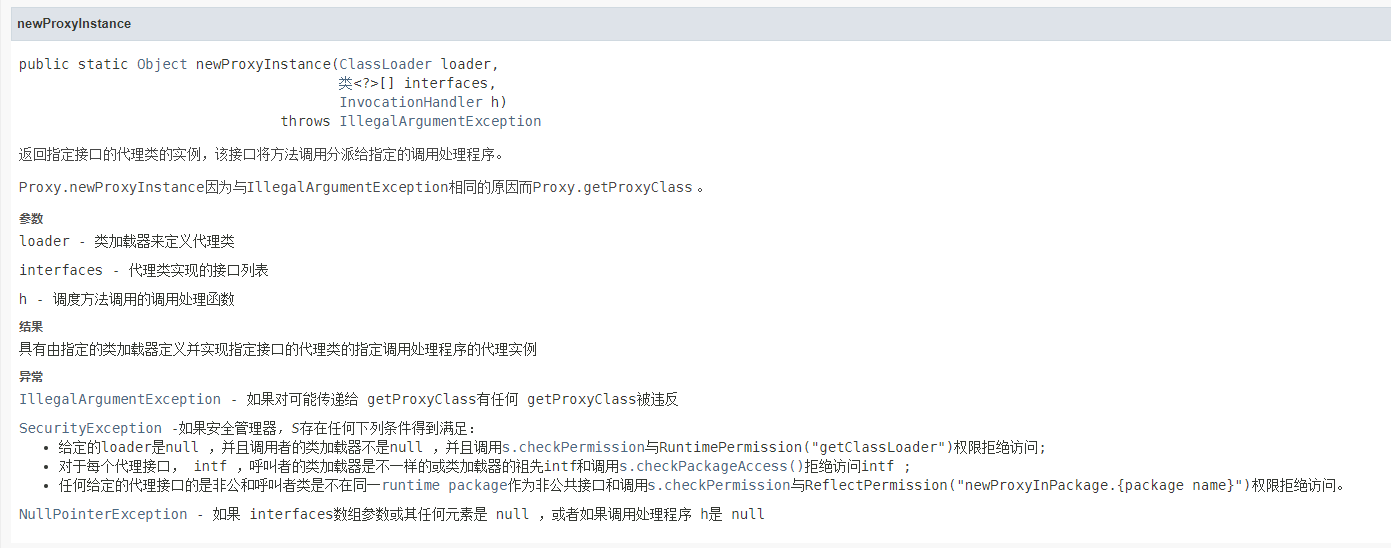 newProxyInstance
public static Object newProxyInstance(ClassLoader loader,
类<?>[] interfaces,
InvocationHandler h)
throws IllegalArgumentException
返回指定接口的代理类的实例，该接口将方法调用分派给指定的调用处理程序。
Proxy.newProxyInstance因为与IllegalArgumentException相同的原因而Proxy.getProxyClass 。
参数
loader - 类加载器来定义代理类
interfaces - 代理类实现的接口列表
h - 调度方法调用的调用处理函数
结果
具有由指定的类加载器定义并实现指定接口的代理类的指定调用处理程序的代理实例
异常
IllegalArgumentException - 如果对可能传递给 getProxyClass有任何 getProxyClass被违反
SecurityException -如果安全管理器，S存在任何下列条件得到满足：
• 给定的loader是null ，并且调用者的类加载器不是null ，并且调用s.checkPermission与RuntimePermission("getClassLoader")权限拒绝访问;
• 对于每个代理接口， intf ，呼叫者的类加载器是不一样的或类加载器的祖先intf和调用s.checkPackageAccess()拒绝访问intf ;
• 任何给定的代理接口的是非公和呼叫者类是不在同一runtime package作为非公共接口和调用s.checkPermission与ReflectPermission("newProxyInPackage.{package name}")权限拒绝访问。
NullPointerException - 如果 interfaces数组参数或其任何元素是 null ，或者如果调用处理程序 h是 null